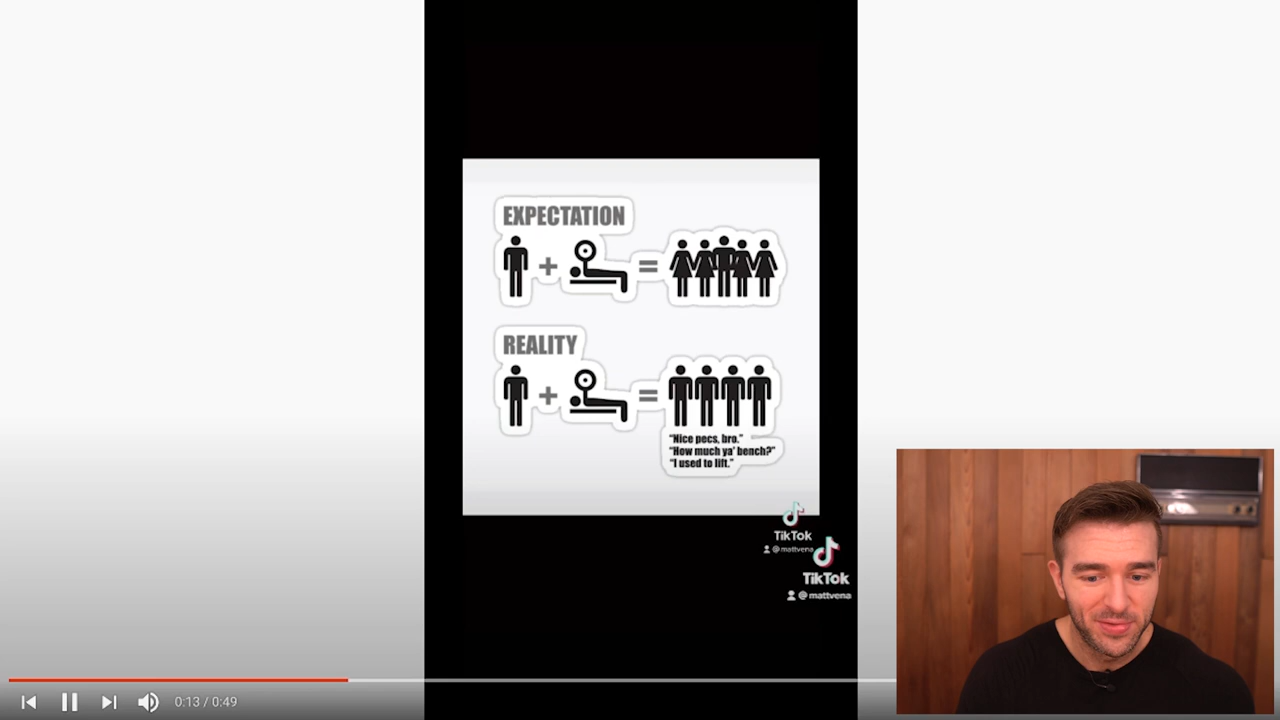 EXPECTATION
+ =
REALITY
+ =
"Nice pecs, bro."
"How much ya' bench?"
"I used to lift."
TikTok
@mattvena
TikTok
@mattvena
0:13 / 0:49